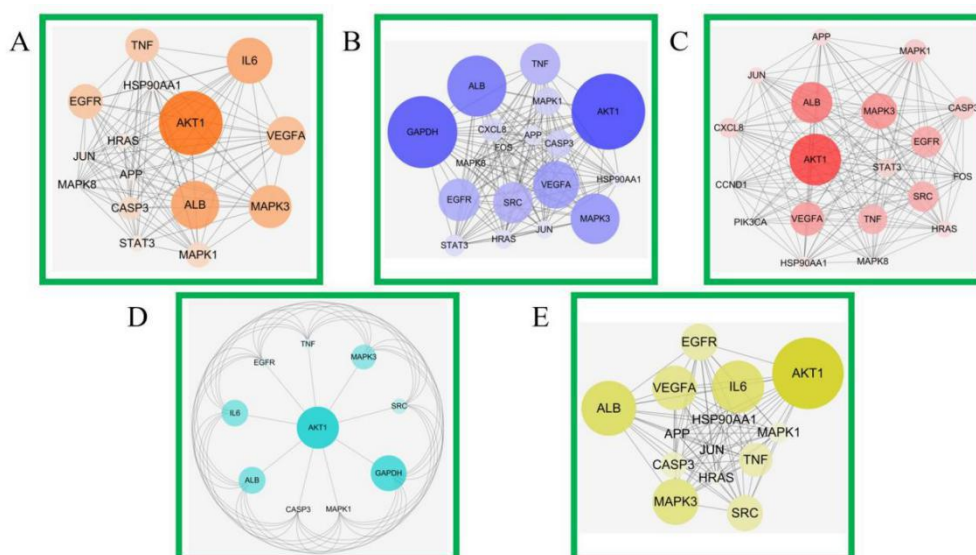 A
TNF
IL6
HSP90AA1
EGFR
AKT1
VEGFA
HRAS
JUN
APP
MAPK8
CASP3
ALB
MAPK3
STAT3
MAPK1
B
TNF
ALB
AKT1
MAPK1
GAPDH
CXCL8
APP
CASP3
FOS
MAPK8
HSP90AA1
VEGFA
EGFR
SRC
MAPK3
JUN
STAT3
HRAS
C
APP
MAPK1
JUN
ALB
MAPK3
CASP3
CXCL8
EGFR
AKT1
STAT3
FOS
CCND1
SRC
PIK3CA
VEGFA
TNF
HRAS
HSP90AA1
MAPK8
D
TNF
EGFR
MAPK3
IL6
SRC
AKT1
ALB
GAPDH
CASP3
MAPK1
E
EGFR
AKT1
VEGFA
IL6
ALB
HSP90AA1
APP
MAPK1
JUN
CASP3
TNF
HRAS
MAPK3
SRC